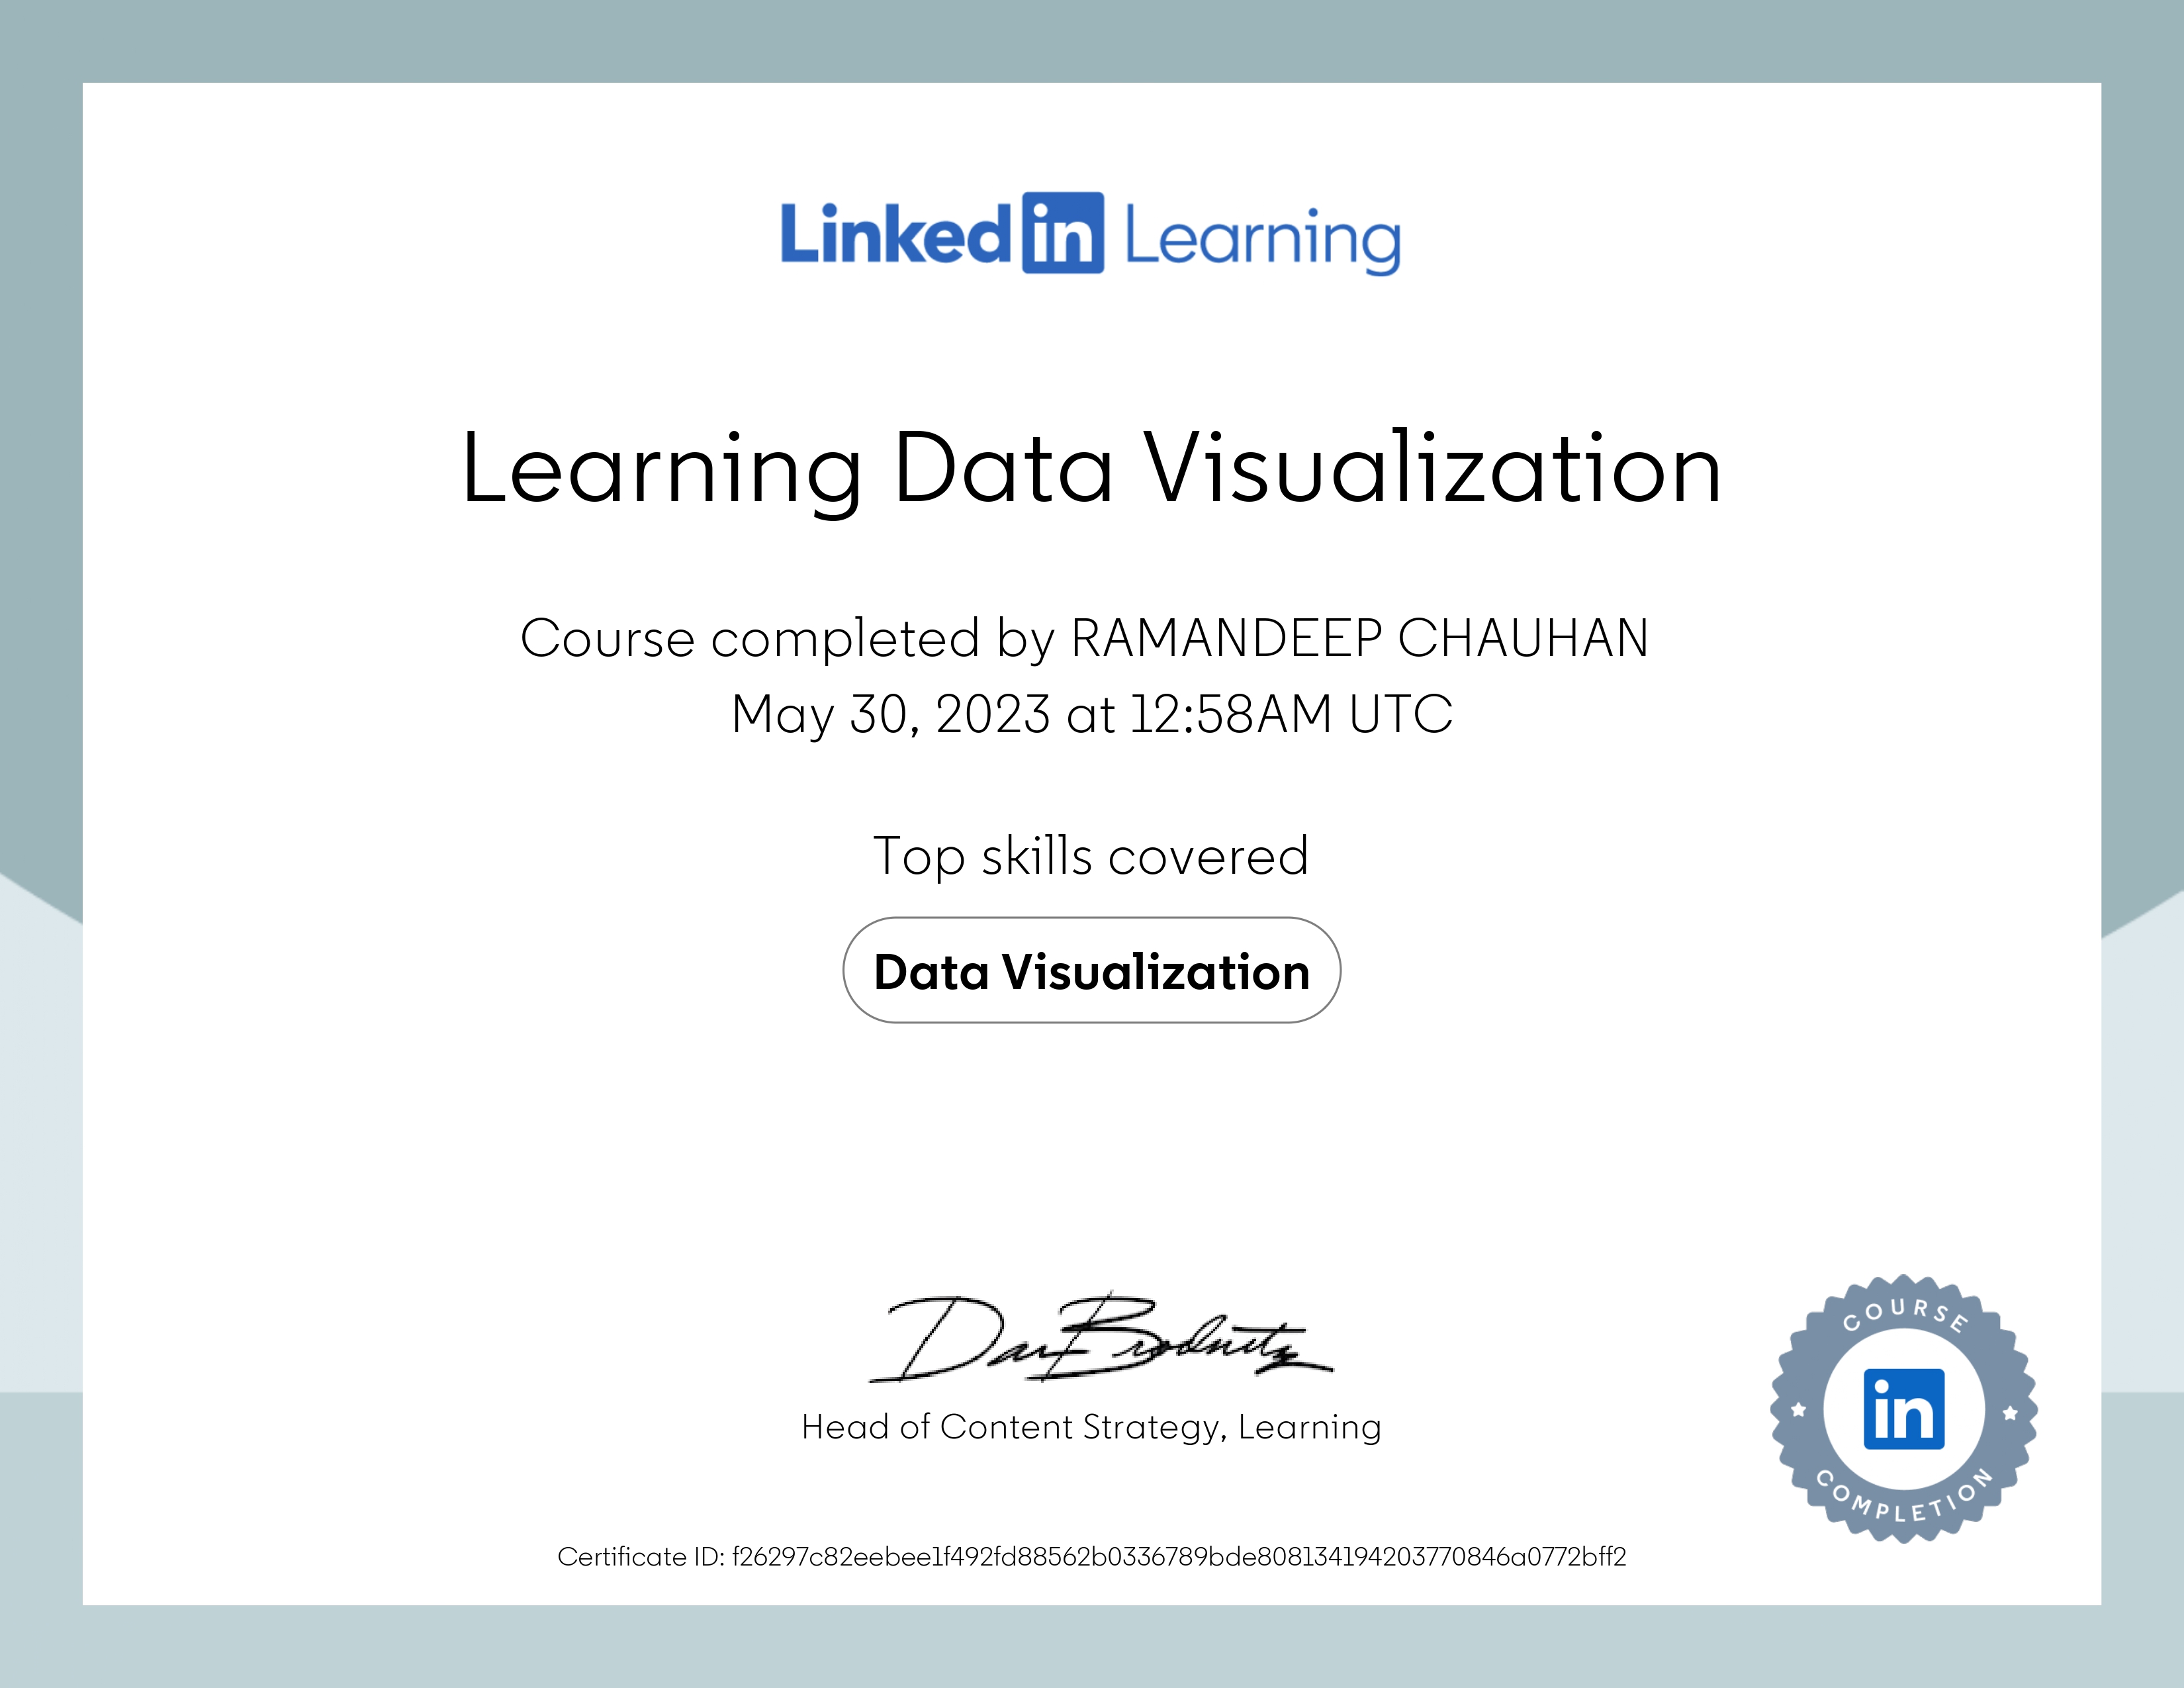 Linked in Learning
Learning Data Visualization
Course completed by RAMANDEEP CHAUHAN
May 30, 2023 at 12:58AM UTC
Top skills covered
Data Visualization
Dan Brodnitz
Head of Content Strategy, Learning
COURSE
in
COMPLETION
Certificate ID: f26297c82eebee1f492fd88562b0336789bde808134194203770846a0772bff2